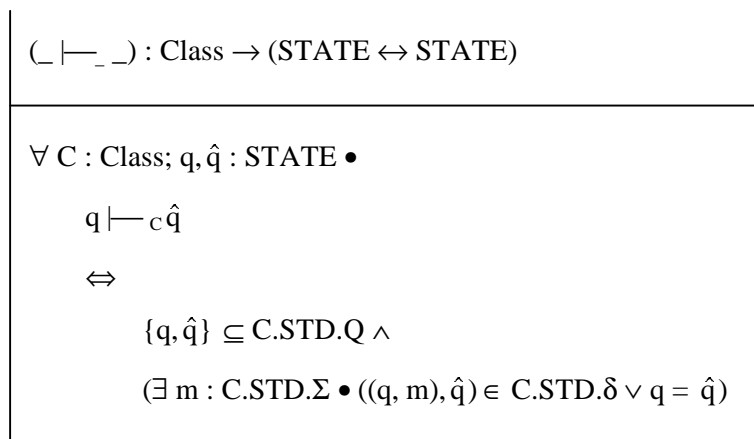 (_ |—_ _) : Class → (STATE ↔ STATE)
∀ C : Class; q, q̂ : STATE •
q |—C q̂
⇔
{q, q̂} ⊆ C.STD.Q ∧
(∃ m : C.STD.Σ • ((q, m), q̂) ∈ C.STD.δ ∨ q = q̂)